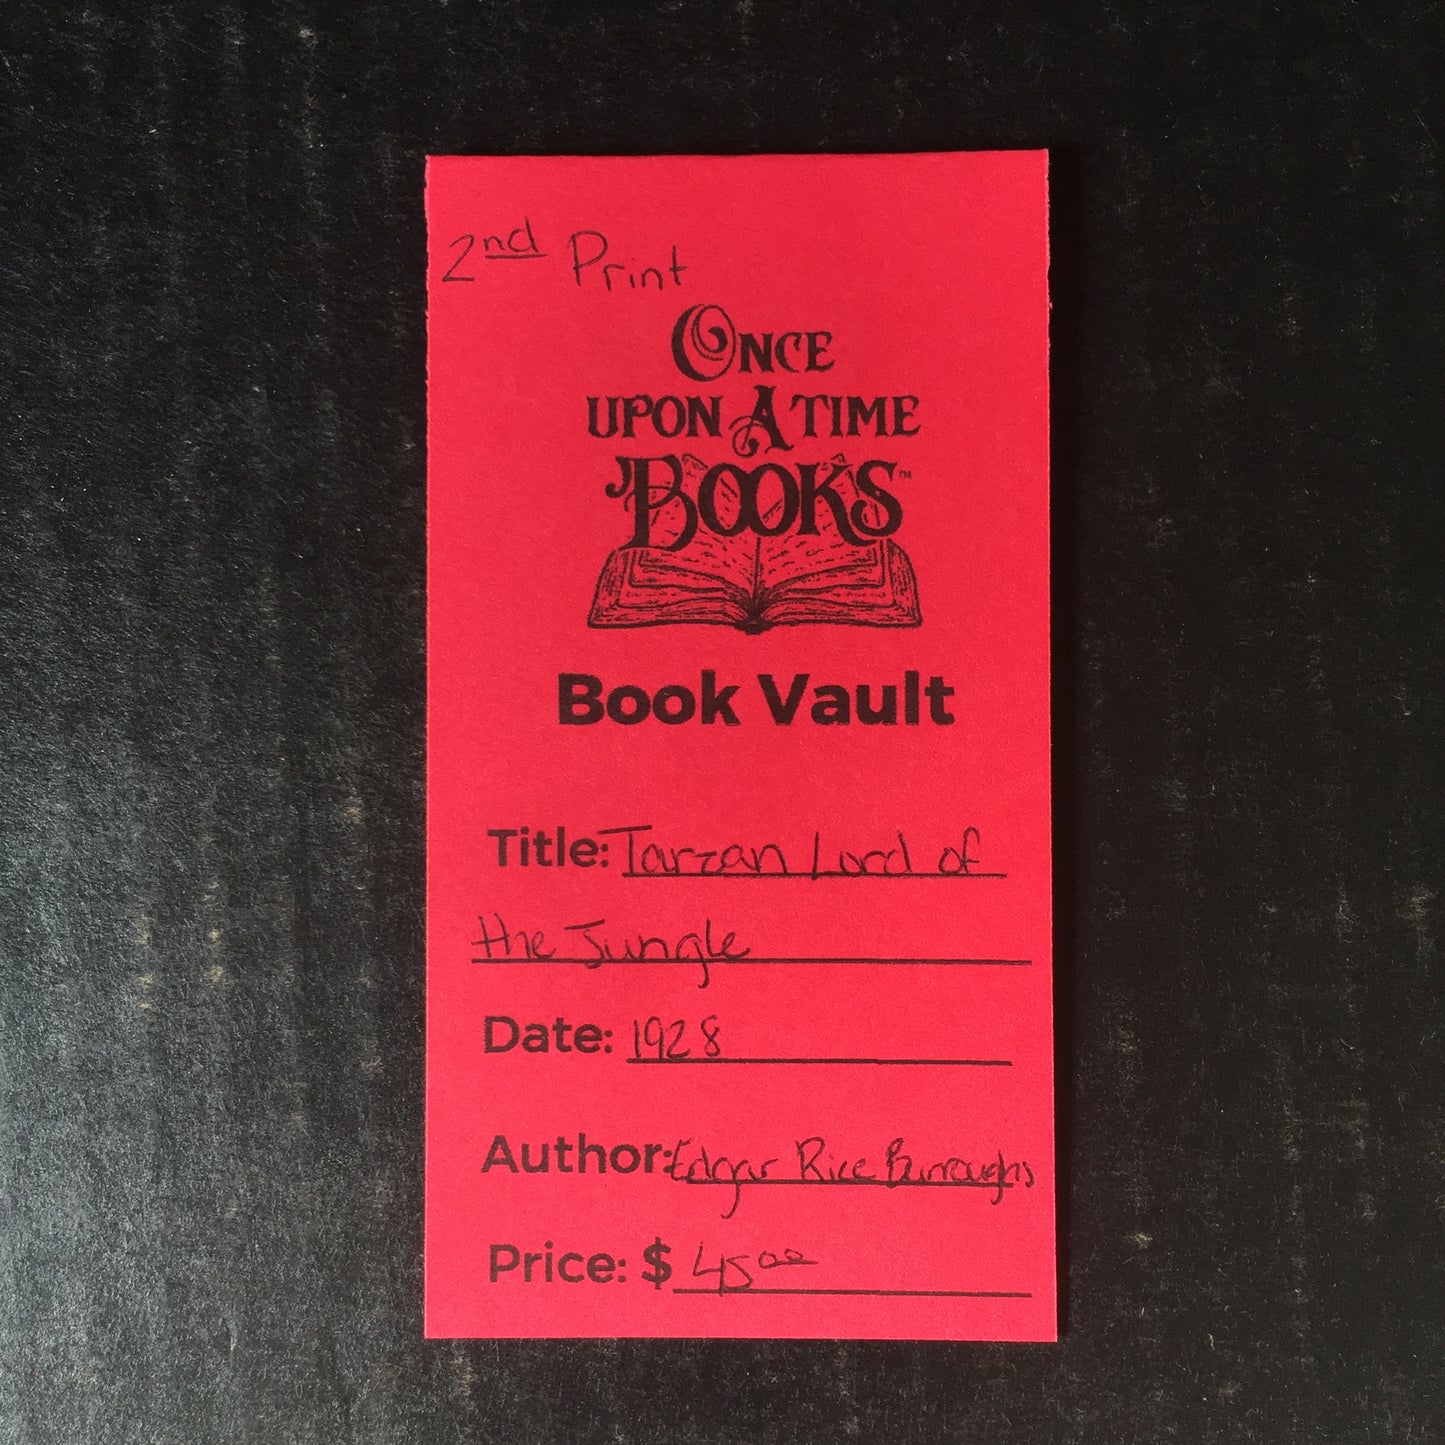 2nd Print
ONCE
UPON A TIME
BOOKS™
Book Vault
Title: Tarzan Lord of
the Jungle
Date: 1928
Author: Edgar Rice Burroughs
Price: $ 45 00